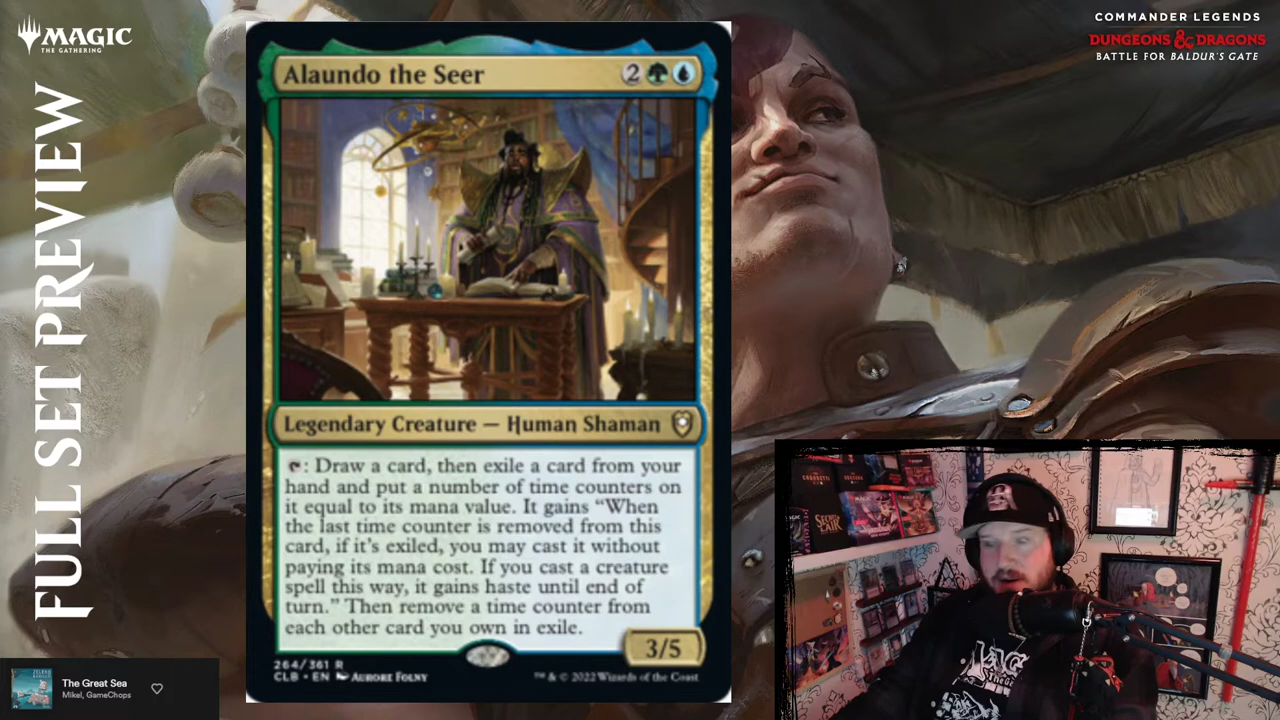 MAGIC
THE GATHERING
FULL SET PREVIEW
Alaundo the Seer 2
Legendary Creature — Human Shaman
: Draw a card, then exile a card from your
hand and put a number of time counters on
it equal to its mana value. It gains “When
the last time counter is removed from this
card, if it’s exiled, you may cast it without
paying its mana cost. If you cast a creature
spell this way, it gains haste until end of
turn.” Then remove a time counter from
each other card you own in exile.
3/5
264/361 R
CLB • EN AURORE FOLNY
™ & © 2022 Wizards of the Coast
COMMANDER LEGENDS
DUNGEONS & DRAGONS
BATTLE FOR BALDUR'S GATE
The Great Sea
Mikel, GameChops
SECRET
LAIR